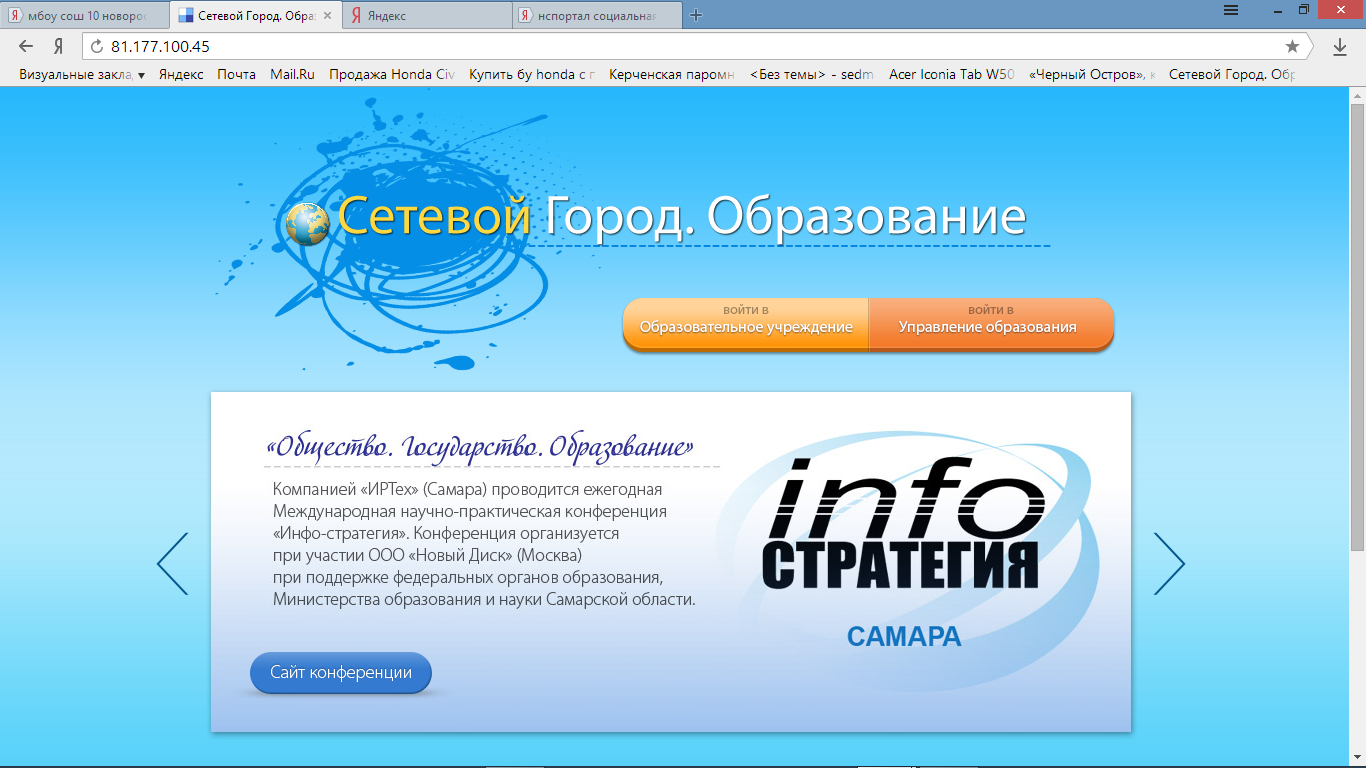 мбоу сош 10 новорос
Сетевой Город. Обра
Яндекс
нспортал социальная
81.177.100.45
Визуальные закла
Яндекс
Почта
Mail.Ru
Продажа Honda Civ
Купить бу honda с п
Керченская паромн
<Без темы> - sedm
Acer Iconia Tab W50
«Черный Остров», к
Сетевой Город. Обр
Сетевой Город. Образование
ВОЙТИ В
Образовательное учреждение
ВОЙТИ В
Управление образования
«Общество. Государство. Образование»
Компанией «ИРТех» (Самара) проводится ежегодная
Международная научно-практическая конференция
«Инфо-стратегия». Конференция организуется
при участии ООО «Новый Диск» (Москва)
при поддержке федеральных органов образования,
Министерства образования и науки Самарской области.
Сайт конференции
info
СТРАТЕГИЯ
САМАРА